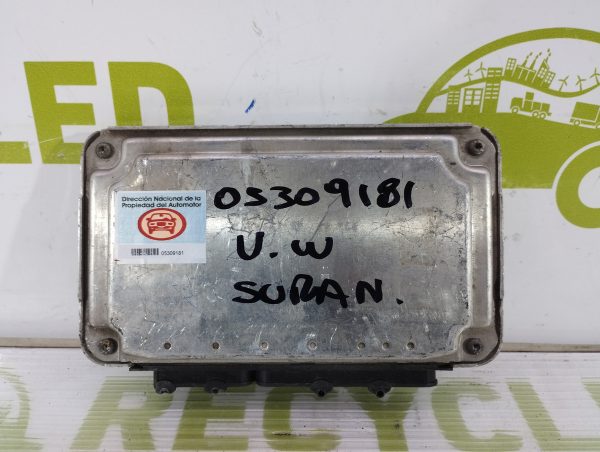 LED
Dirección Nacional de la
Propiedad del Automotor
05309181
05309181
V.W
SURAN.
RECYCL